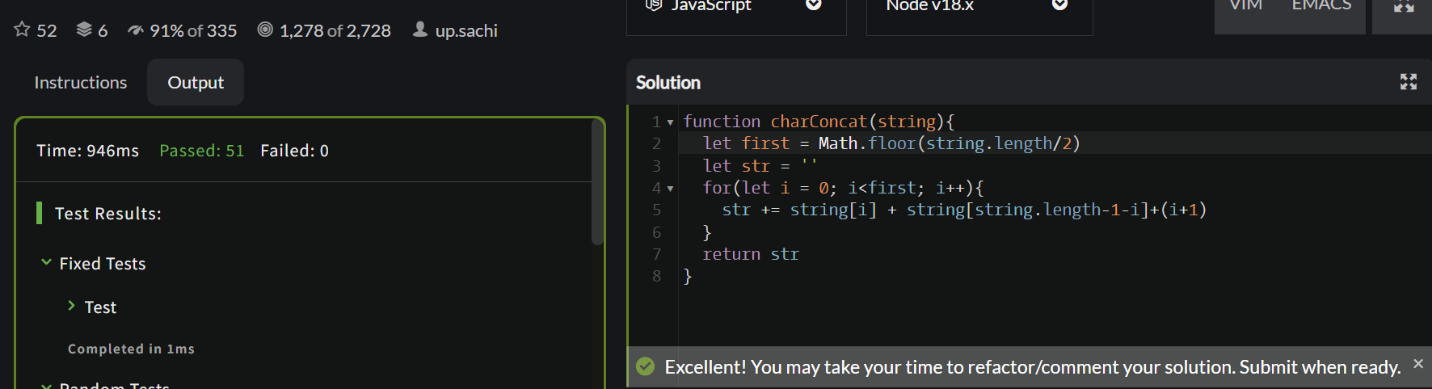 JavaScript
Node v18.x
VIM EMACS
52 6 91% of 335 1,278 of 2,728 up.sachi
Instructions Output
Solution
Time: 946ms Passed: 51 Failed: 0
Test Results:
Fixed Tests
Test
Completed in 1ms
Random Tests
1 function charConcat(string){
2 let first = Math.floor(string.length/2)
3 let str = ''
4 for(let i = 0; i<first; i++){
5 str += string[i] + string[string.length-1-i]+(i+1)
6 }
7 return str
8 }
Excellent! You may take your time to refactor/comment your solution. Submit when ready. ×